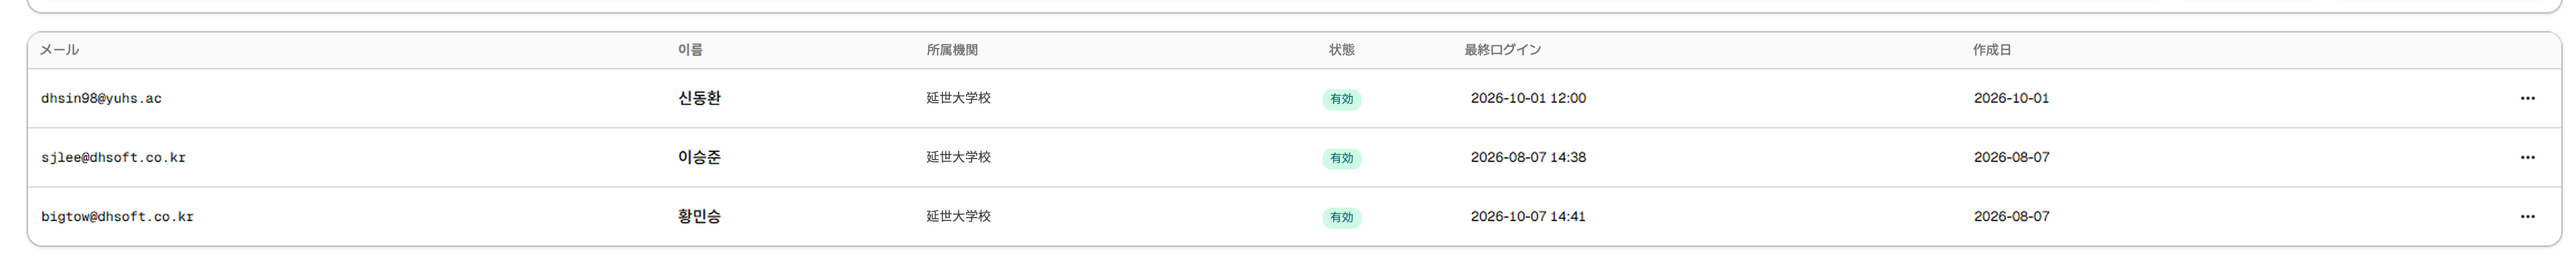 メール 이름 所属機関 状態 最終ログイン 作成日
dhsin98@yuhs.ac 신동환 延世大学校 有効 2026-10-01 12:00 2026-10-01 ...
sjlee@dhsoft.co.kr 이승준 延世大学校 有効 2026-08-07 14:38 2026-08-07 ...
bigtow@dhsoft.co.kr 황민승 延世大学校 有効 2026-10-07 14:41 2026-08-07 ...